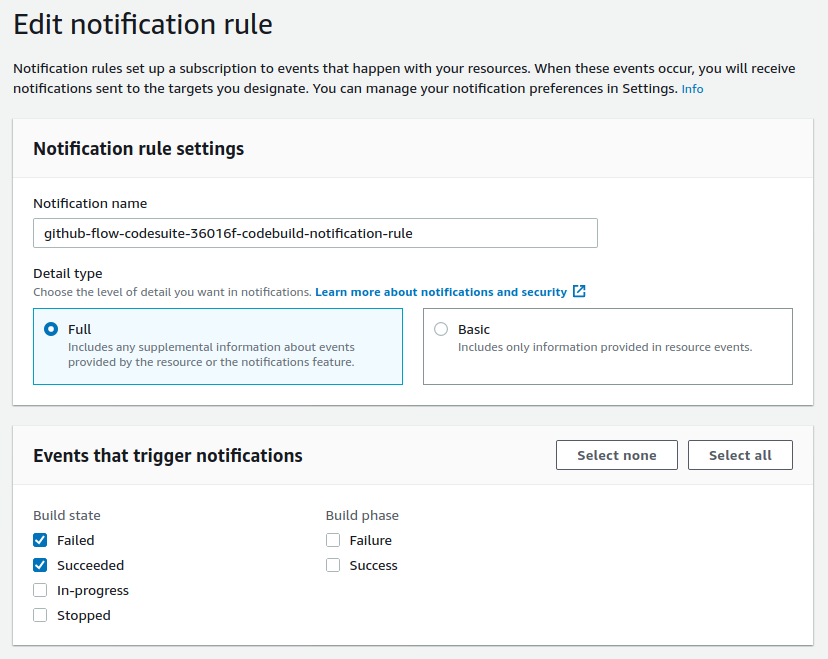 Edit notification rule
Notification rules set up a subscription to events that happen with your resources. When these events occur, you will receive
notifications sent to the targets you designate. You can manage your notification preferences in Settings. Info
Notification rule settings
Notification name
github-flow-codesuite-36016f-codebuild-notification-rule
Detail type
Choose the level of detail you want in notifications. Learn more about notifications and security
Full
Includes any supplemental information about events
provided by the resource or the notifications feature.
Basic
Includes only information provided in resource events.
Events that trigger notifications
Select none
Select all
Build state
Failed
Succeeded
In-progress
Stopped
Build phase
Failure
Success